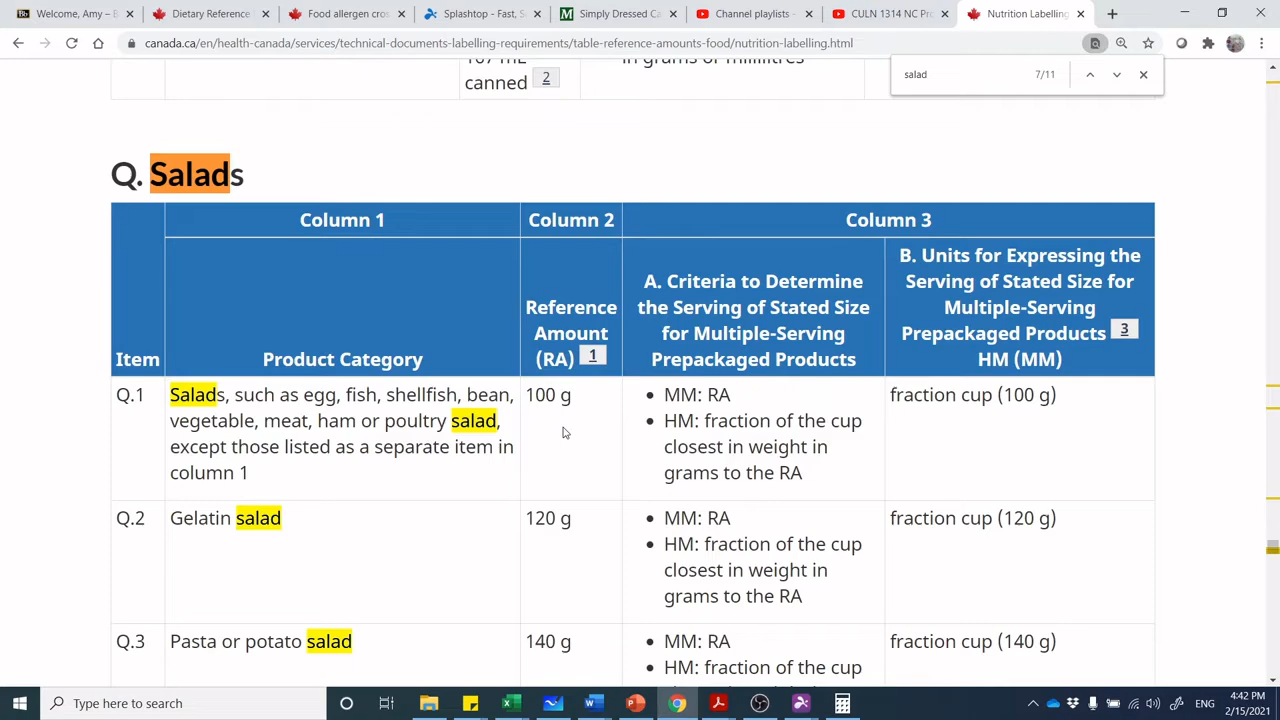 Welcome, Amy – B
Dietary Reference
Food allergen cros
Splashtop - Fast, S
Simply Dressed Ca
Channel playlists -
CULN 1314 NC Pro
Nutrition Labelling
canada.ca/en/health-canada/services/technical-documents-labelling-requirements/table-reference-amounts-food/nutrition-labelling.html
salad 7/11
canned 2
in grams or millilitres
Q. Salads
Column 1 Column 2 Column 3
Item
Product Category
Reference
Amount
(RA) 1
A. Criteria to Determine
the Serving of Stated Size
for Multiple-Serving
Prepackaged Products
B. Units for Expressing the
Serving of Stated Size for
Multiple-Serving
Prepackaged Products 3
HM (MM)
Q.1
Salads, such as egg, fish, shellfish, bean,
vegetable, meat, ham or poultry salad,
except those listed as a separate item in
column 1
100 g
MM: RA
HM: fraction of the cup
closest in weight in
grams to the RA
fraction cup (100 g)
Q.2
Gelatin salad
120 g
MM: RA
HM: fraction of the cup
closest in weight in
grams to the RA
fraction cup (120 g)
Q.3
Pasta or potato salad
140 g
MM: RA
HM: fraction of the cup
fraction cup (140 g)
Type here to search
ENG
4:42 PM
2/15/2021